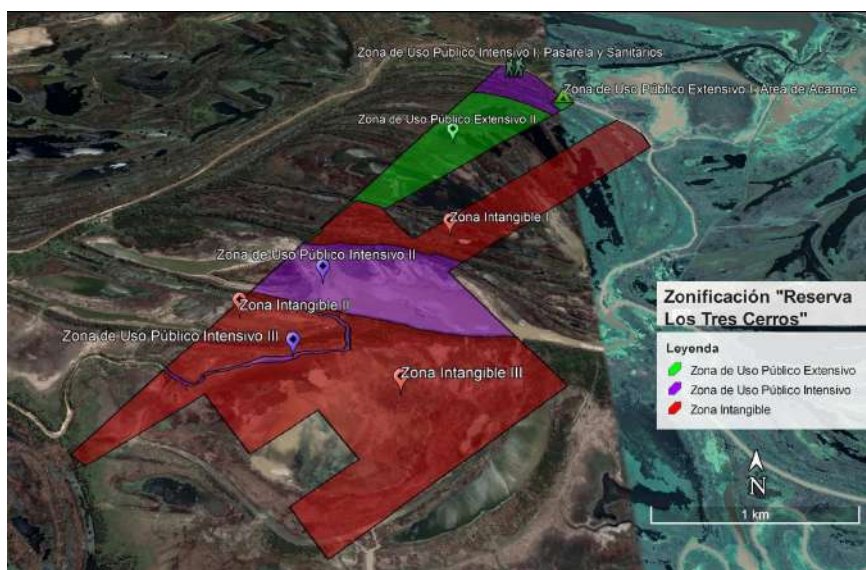 Zona de Uso Público Intensivo I: Pasarela y Sanitarios
Zona de Uso Público Extensivo I: Área de Acampe
Zona de Uso Público Extensivo II
Zona Intangible I
Zona de Uso Público Intensivo II
Zona Intangible II
Zona de Uso Público Intensivo III
Zona Intangible III
Zonificación "Reserva
Los Tres Cerros"
Leyenda
Zona de Uso Público Extensivo
Zona de Uso Público Intensivo
Zona Intangible
N
1 km